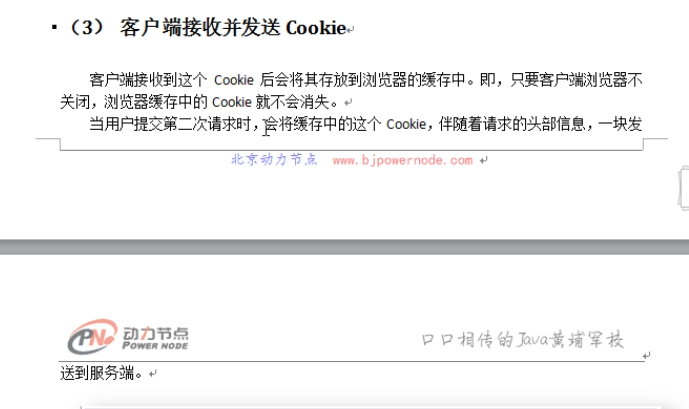 ▪（3） 客户端接收并发送 Cookie
客户端接收到这个 Cookie 后会将其存放到浏览器的缓存中。即，只要客户端浏览器不
关闭，浏览器缓存中的 Cookie 就不会消失。
当用户提交第二次请求时，会将缓存中的这个 Cookie，伴随着请求的头部信息，一块发
北京动力节点 www.bjpowernode.com
PN 动力节点
POWER NODE
口口相传的Java黄埔军校
送到服务端。